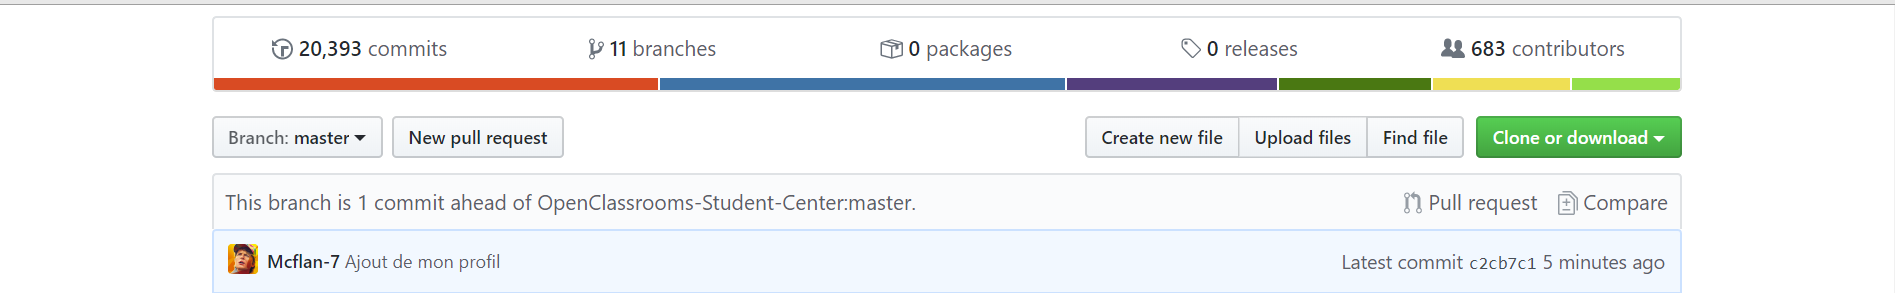 20,393 commits 11 branches 0 packages 0 releases 683 contributors
Branch: master New pull request Create new file Upload files Find file Clone or download
This branch is 1 commit ahead of OpenClassrooms-Student-Center:master. Pull request Compare
Mcflan-7 Ajout de mon profil Latest commit c2cb7c1 5 minutes ago